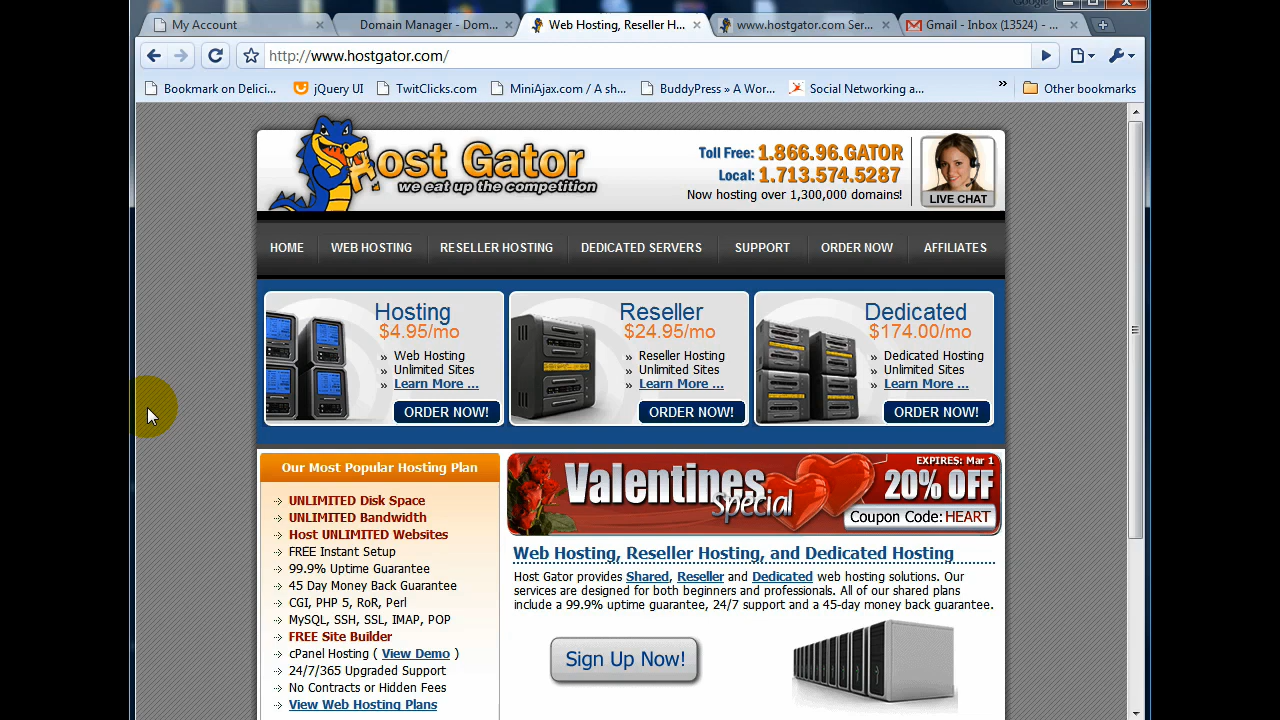 Google
My Account
Domain Manager - Dom...
Web Hosting, Reseller H...
www.hostgator.com Ser...
Gmail - Inbox (13524) - ...
http://www.hostgator.com/
Bookmark on Delici...
jQuery UI
TwitClicks.com
MiniAjax.com / A sh...
BuddyPress » A Wor...
Social Networking a...
»
Other bookmarks
Host Gator
we eat up the competition
Toll Free: 1.866.96.GATOR
Local: 1.713.574.5287
Now hosting over 1,300,000 domains!
LIVE CHAT
HOME
WEB HOSTING
RESELLER HOSTING
DEDICATED SERVERS
SUPPORT
ORDER NOW
AFFILIATES
Hosting
$4.95/mo
» Web Hosting
» Unlimited Sites
» Learn More ...
ORDER NOW!
Reseller
$24.95/mo
» Reseller Hosting
» Unlimited Sites
» Learn More ...
ORDER NOW!
Dedicated
$174.00/mo
» Dedicated Hosting
» Unlimited Sites
» Learn More ...
ORDER NOW!
Our Most Popular Hosting Plan
UNLIMITED Disk Space
UNLIMITED Bandwidth
Host UNLIMITED Websites
FREE Instant Setup
99.9% Uptime Guarantee
45 Day Money Back Guarantee
CGI, PHP 5, RoR, Perl
MySQL, SSH, SSL, IMAP, POP
FREE Site Builder
cPanel Hosting ( View Demo )
24/7/365 Upgraded Support
No Contracts or Hidden Fees
View Web Hosting Plans
Valentines
Special
EXPIRES: Mar 1
20% OFF
Coupon Code: HEART
Web Hosting, Reseller Hosting, and Dedicated Hosting
Host Gator provides Shared, Reseller and Dedicated web hosting solutions. Our
services are designed for both beginners and professionals. All of our shared plans
include a 99.9% uptime guarantee, 24/7 support and a 45-day money back guarantee.
Sign Up Now!